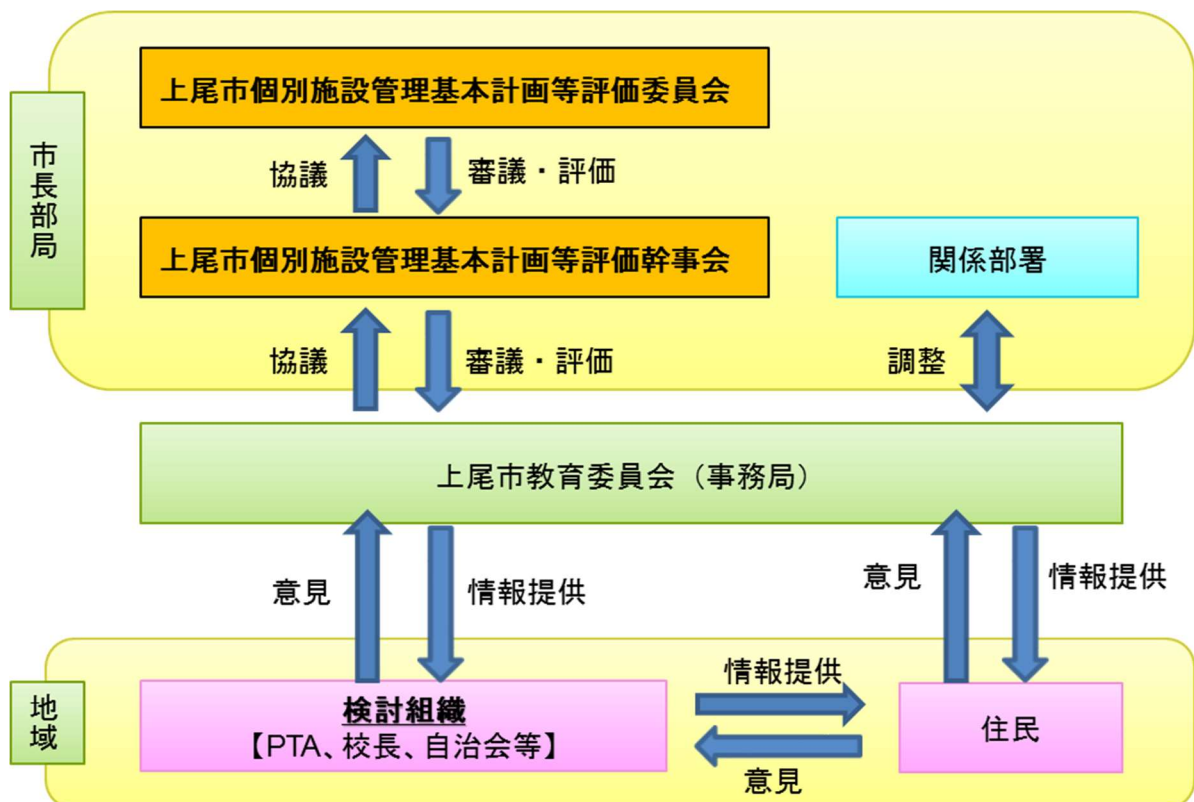 市長部局
上尾市個別施設管理基本計画等評価委員会
協議
審議・評価
上尾市個別施設管理基本計画等評価幹事会
関係部署
協議
審議・評価
調整
上尾市教育委員会（事務局）
意見
情報提供
意見
情報提供
地域
検討組織
【PTA、校長、自治会等】
情報提供
意見
住民